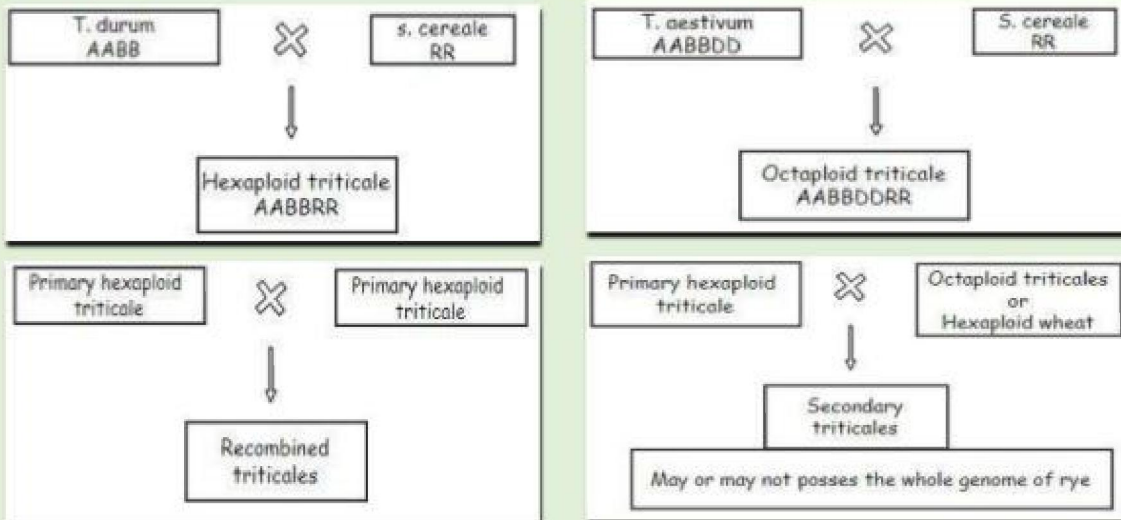 T. durum
AABB
s. cereale
RR
Hexaploid triticale
AABBRR
T. aestivum
AABBDD
S. cereale
RR
Octaploid triticale
AABBDDRR
Primary hexaploid
triticale
Primary hexaploid
triticale
Recombined
triticales
Primary hexaploid
triticale
Octaploid triticales
or
Hexaploid wheat
Secondary
triticales
May or may not posses the whole genome of rye